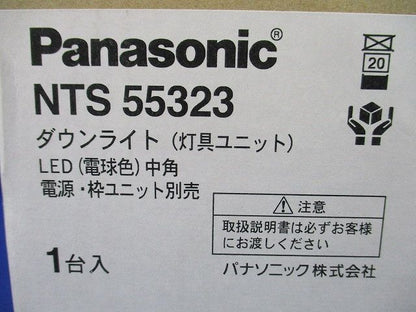 Panasonic®
20
NTS 55323
ダウンライト（灯具ユニット）
LED（電球色）中角
電源・枠ユニット別売
注意
取扱説明書は必ずお客様
にお渡しください。
1台入
パナソニック株式会社